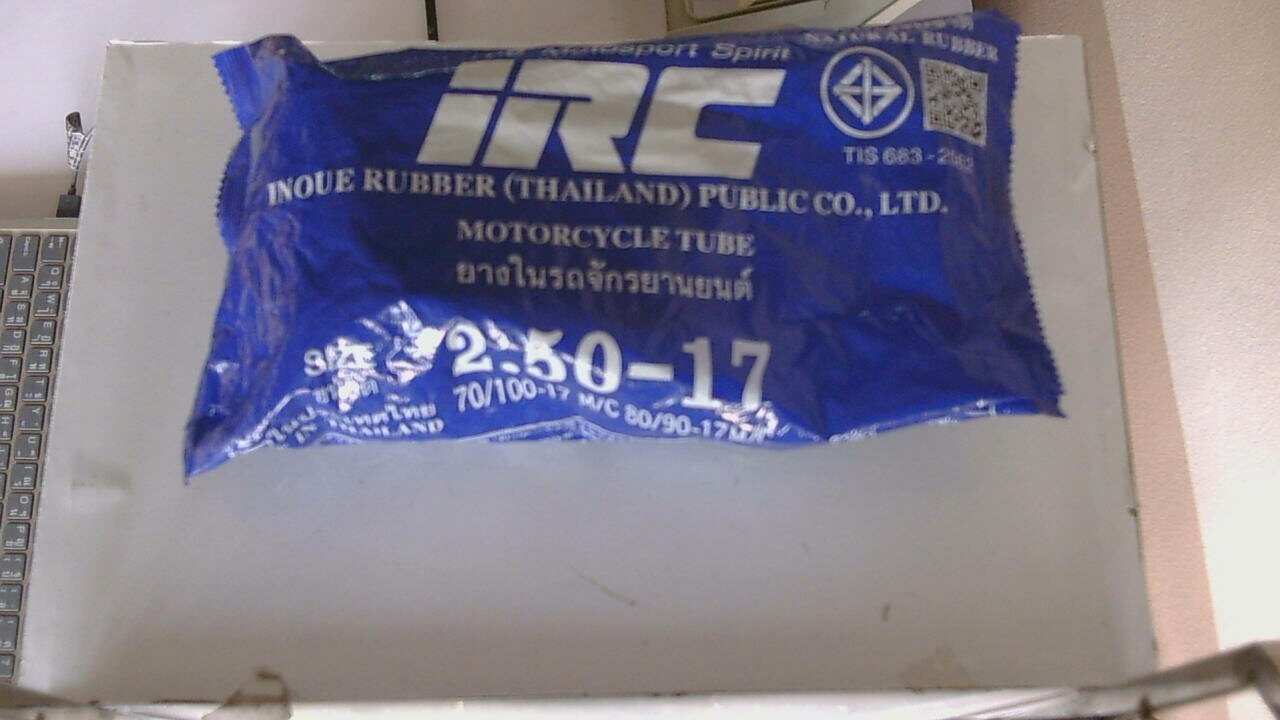 Motosport Spirit
NATURAL RUBBER
iRC
TIS 683 -
INOUE RUBBER (THAILAND) PUBLIC CO., LTD.
MOTORCYCLE TUBE
ยางในรถจักรยานยนต์
2.50-17
70/100-17 M/C 80/90-17
IN THAILAND